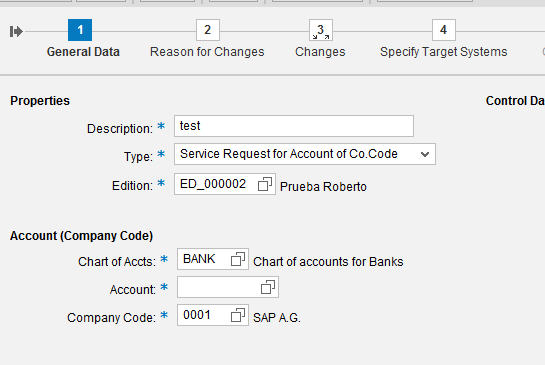 1 2 3 4
General Data Reason for Changes Changes Specify Target Systems
Properties Control Da
Description: * test
Type: * Service Request for Account of Co.Code
Edition: * ED_000002 Prueba Roberto
Account (Company Code)
Chart of Accts: * BANK Chart of accounts for Banks
Account: *
Company Code: * 0001 SAP A.G.